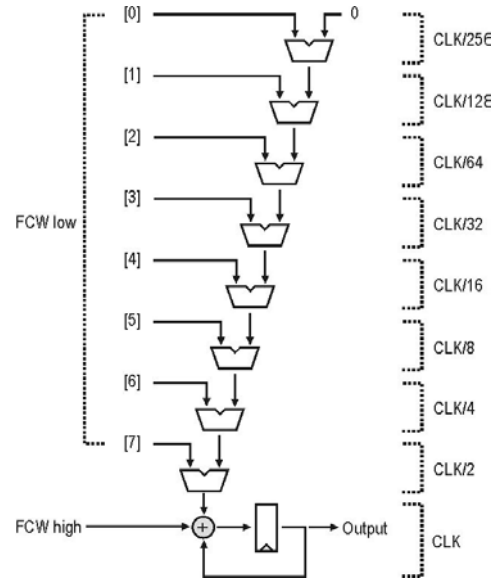 [0] 0 CLK/256
[1] CLK/128
[2] CLK/64
[3] CLK/32
FCW low
[4] CLK/16
[5] CLK/8
[6] CLK/4
[7] CLK/2
FCW high + Output CLK